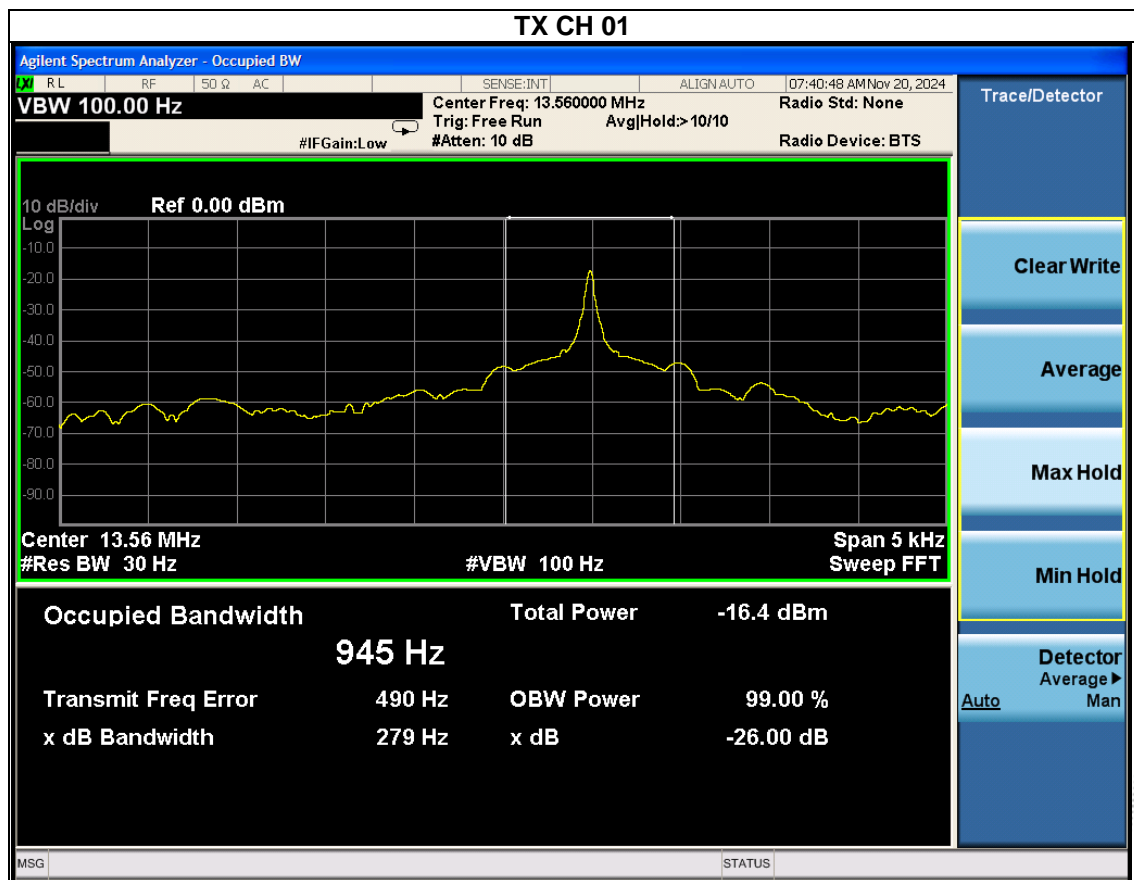 TX CH 01
Agilent Spectrum Analyzer - Occupied BW
LXI RL RF 50 Ω AC SENSE:INT ALIGN AUTO 07:40:48 AM Nov 20, 2024
VBW 100.00 Hz
Center Freq: 13.560000 MHz Radio Std: None
Trig: Free Run Avg|Hold:>10/10
#IFGain:Low #Atten: 10 dB Radio Device: BTS
10 dB/div Ref 0.00 dBm
Log
-10.0
-20.0
-30.0
-40.0
-50.0
-60.0
-70.0
-80.0
-90.0
Center 13.56 MHz Span 5 kHz
#Res BW 30 Hz #VBW 100 Hz Sweep FFT
Occupied Bandwidth Total Power -16.4 dBm
945 Hz
Transmit Freq Error 490 Hz OBW Power 99.00 %
x dB Bandwidth 279 Hz x dB -26.00 dB
MSG STATUS
Trace/Detector
Clear Write
Average
Max Hold
Min Hold
Detector
Average▶
Auto Man